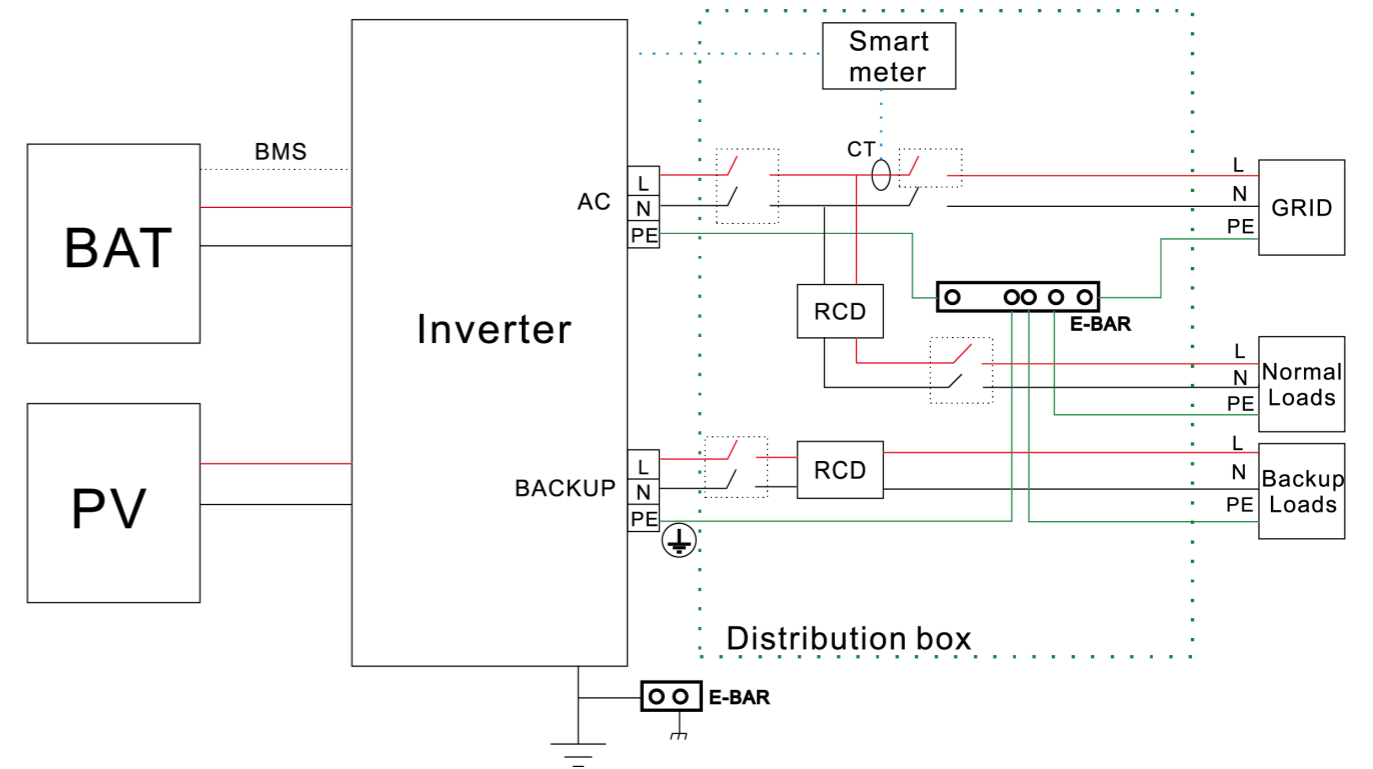 Smart
meter
BMS
BAT
PV
Inverter
AC
L
N
PE
BACKUP
L
N
PE
CT
RCD
RCD
E-BAR
L
N
PE
GRID
L
N
PE
Normal
Loads
L
N
PE
Backup
Loads
Distribution box
E-BAR